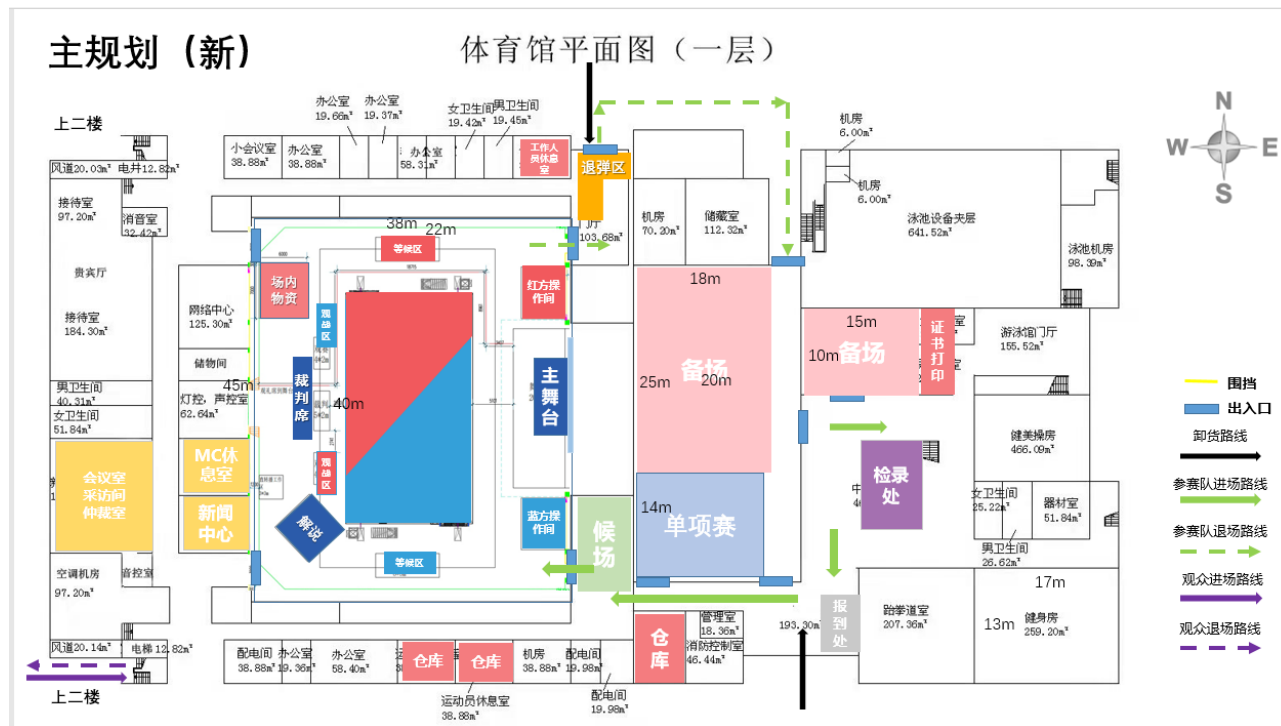 主规划（新）
体育馆平面图（一层）
N
W
E
S
上二楼
风道20.03㎡
电井12.82㎡
接待室
97.20㎡
消音室
32.42㎡
贵宾厅
接待室
184.30㎡
男卫生间
40.31㎡
女卫生间
51.84㎡
会议室
采访间
仲裁室
空调机房
97.20㎡
音控室
风道20.14㎡
电梯 12.82㎡
上二楼
小会议室
38.88㎡
办公室
38.88㎡
办公室
19.66㎡
办公室
19.37㎡
办公室
58.31㎡
女卫生间
19.42㎡
男卫生间
19.45㎡
工作人
员休息
室
退弹区
厅
103.68㎡
网络中心
125.30㎡
储物间
灯控，声控室
62.64㎡
MC休
息室
新闻
中心
38m
22m
45m
40m
等候区
场内
物资
红方操
作间
观战区
裁判席
主舞台
观战区
解说
蓝方操
作间
等候区
候场
机房
70.20㎡
储藏室
112.32㎡
18m
备场
25m
20m
14m
单项赛
15m
10m
备场
证书打印
机房
6.00㎡
机房
6.00㎡
泳池设备夹层
641.52㎡
泳池机房
98.39㎡
游泳馆门厅
155.52㎡
健美操房
466.09㎡
检录
处
女卫生间
25.22㎡
器材室
51.84㎡
男卫生间
26.62㎡
报到处
193.30㎡
跆拳道室
207.36㎡
17m
13m
健身房
259.20㎡
管理室
18.36㎡
消防控制室
46.44㎡
仓库
配电间
38.88㎡
办公室
19.36㎡
办公室
58.40㎡
仓库
仓库
机房
38.88㎡
配电间
19.98㎡
配电间
19.98㎡
运动员休息室
38.88㎡
围挡
出入口
卸货路线
参赛队进场路线
参赛队退场路线
观众进场路线
观众退场路线